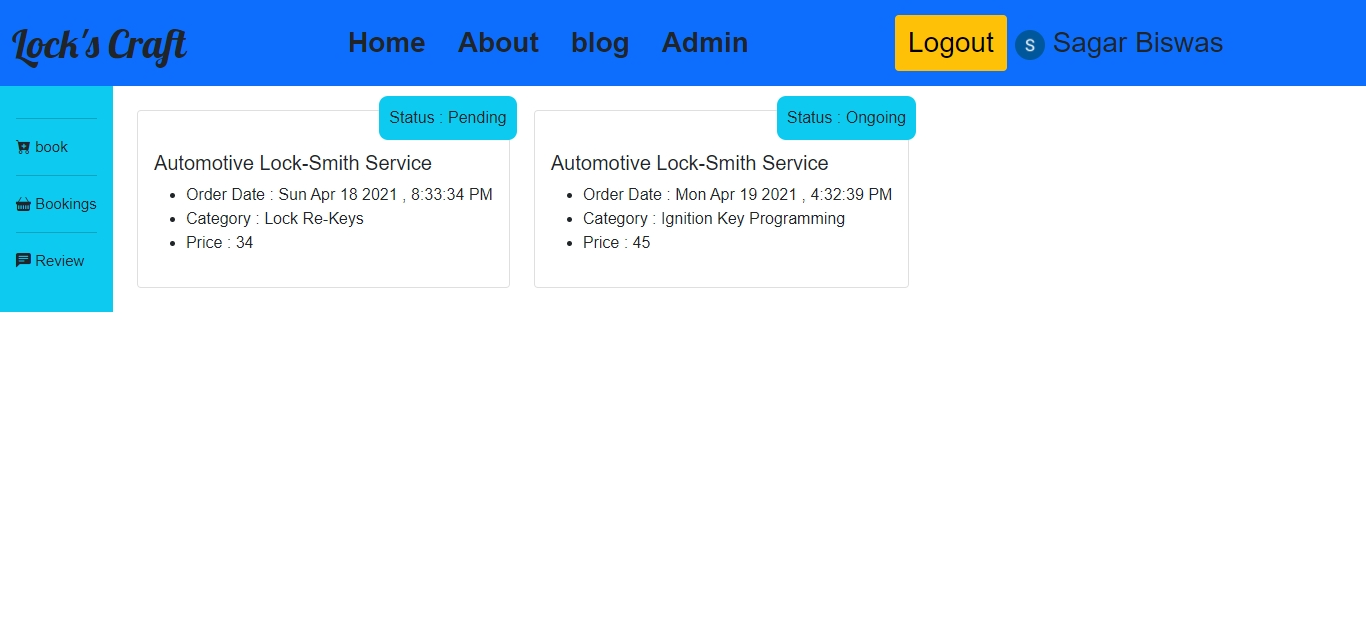 Lock's Craft
Home About blog Admin
Logout S Sagar Biswas
book
Bookings
Review
Status : Pending
Automotive Lock-Smith Service
Order Date : Sun Apr 18 2021 , 8:33:34 PM
Category : Lock Re-Keys
Price : 34
Status : Ongoing
Automotive Lock-Smith Service
Order Date : Mon Apr 19 2021 , 4:32:39 PM
Category : Ignition Key Programming
Price : 45